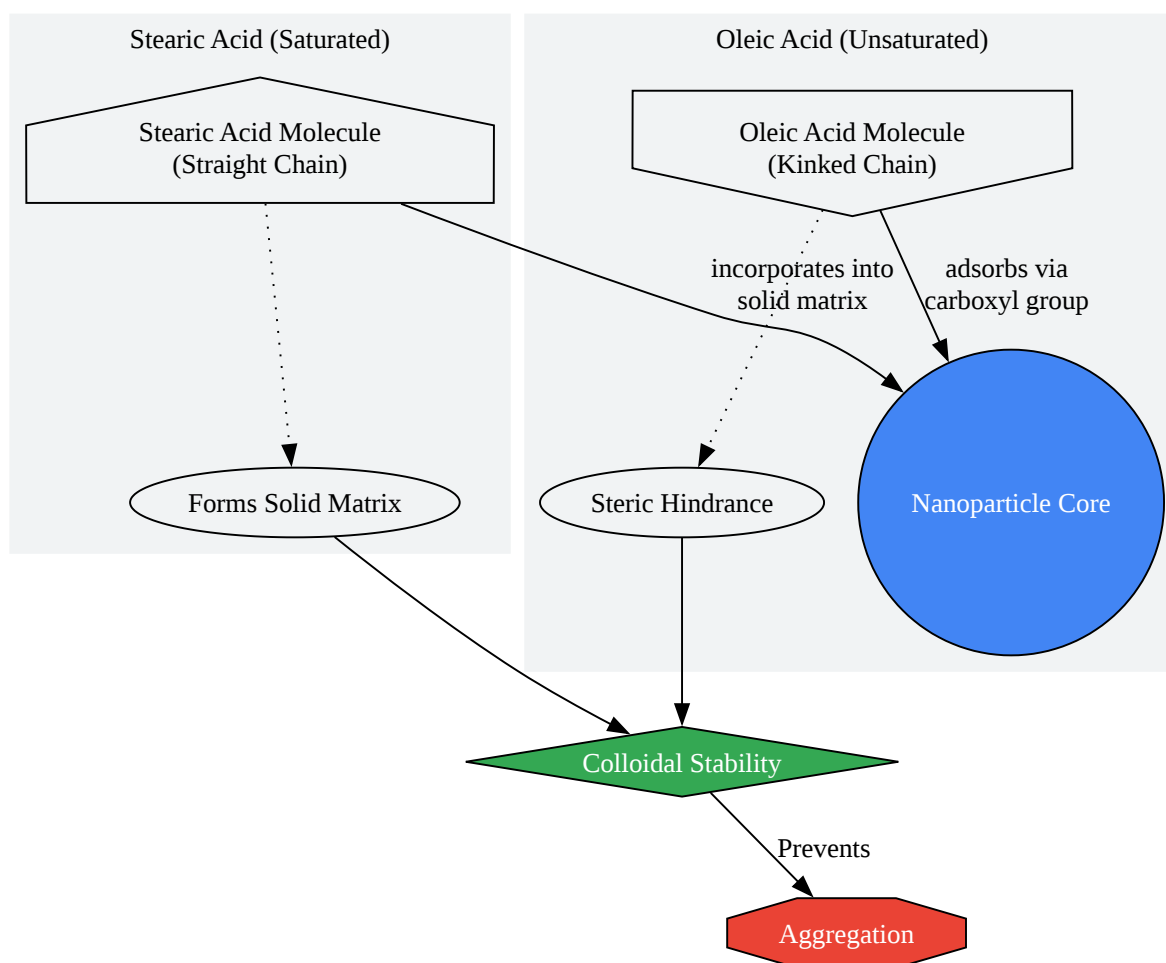 Stearic Acid (Saturated)
Oleic Acid (Unsaturated)
Stearic Acid Molecule
(Straight Chain)
Oleic Acid Molecule
(Kinked Chain)
incorporates into
solid matrix
adsorbs via
carboxyl group
Forms Solid Matrix
Steric Hindrance
Nanoparticle Core
Colloidal Stability
Prevents
Aggregation